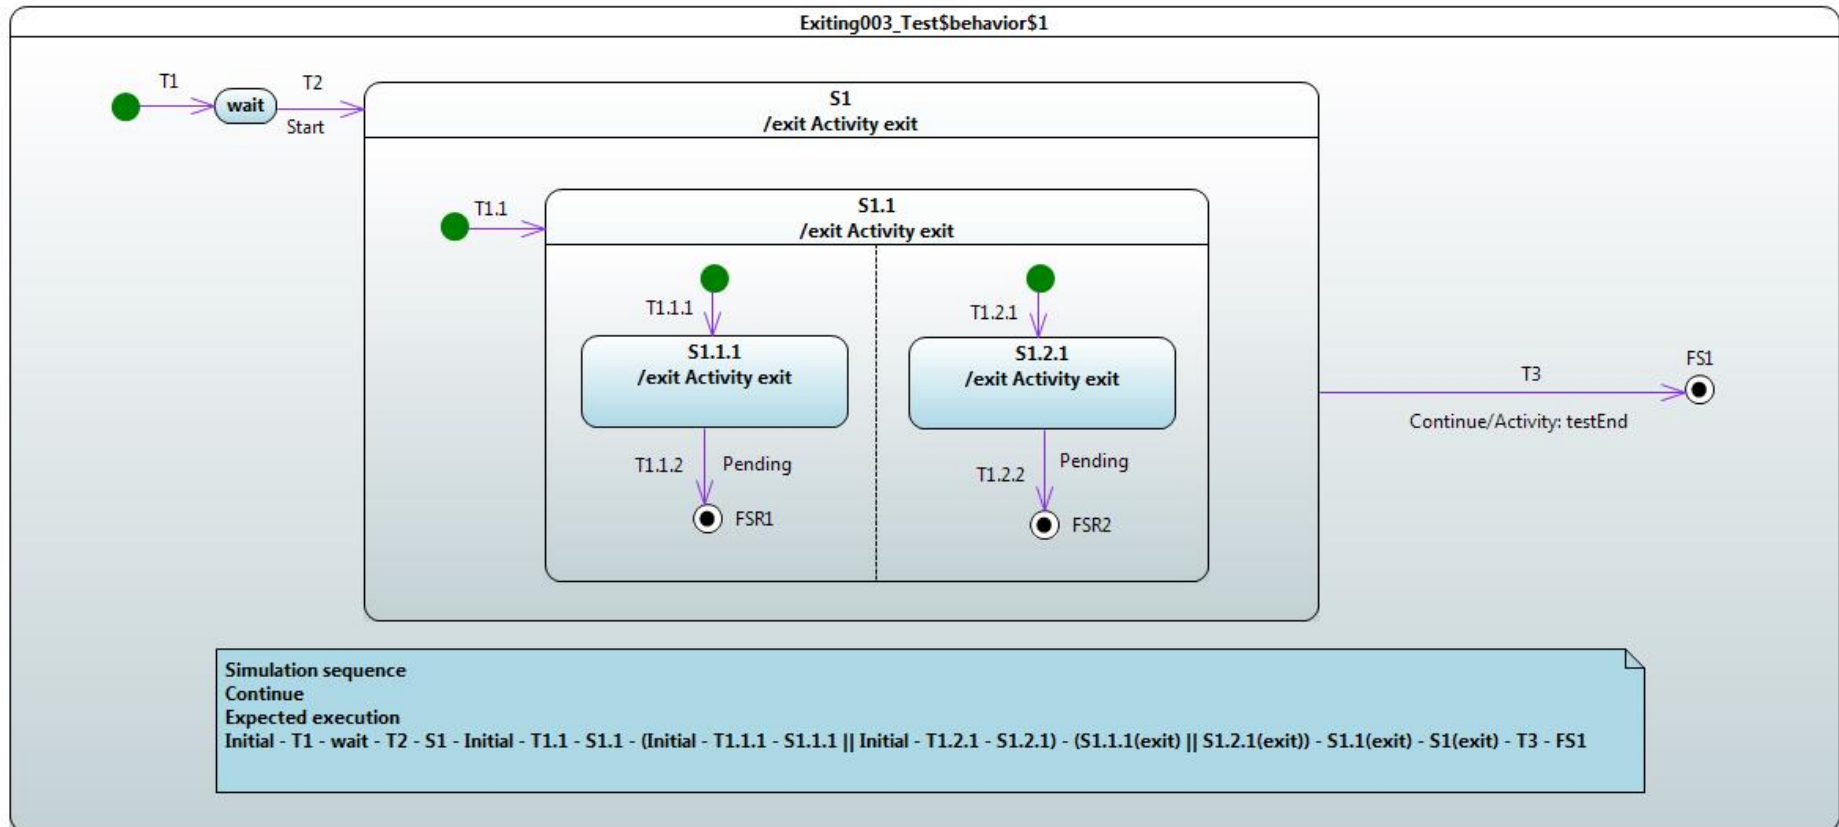 Exiting003_Test$behavior$1
T1
wait
T2
Start
S1
/exit Activity exit
T1.1
S1.1
/exit Activity exit
T1.1.1
S1.1.1
/exit Activity exit
T1.1.2
Pending
FSR1
T1.2.1
S1.2.1
/exit Activity exit
T1.2.2
Pending
FSR2
T3
Continue/Activity: testEnd
FS1
Simulation sequence
Continue
Expected execution
Initial - T1 - wait - T2 - S1 - Initial - T1.1 - S1.1 - (Initial - T1.1.1 - S1.1.1 || Initial - T1.2.1 - S1.2.1) - (S1.1.1(exit) || S1.2.1(exit)) - S1.1(exit) - S1(exit) - T3 - FS1